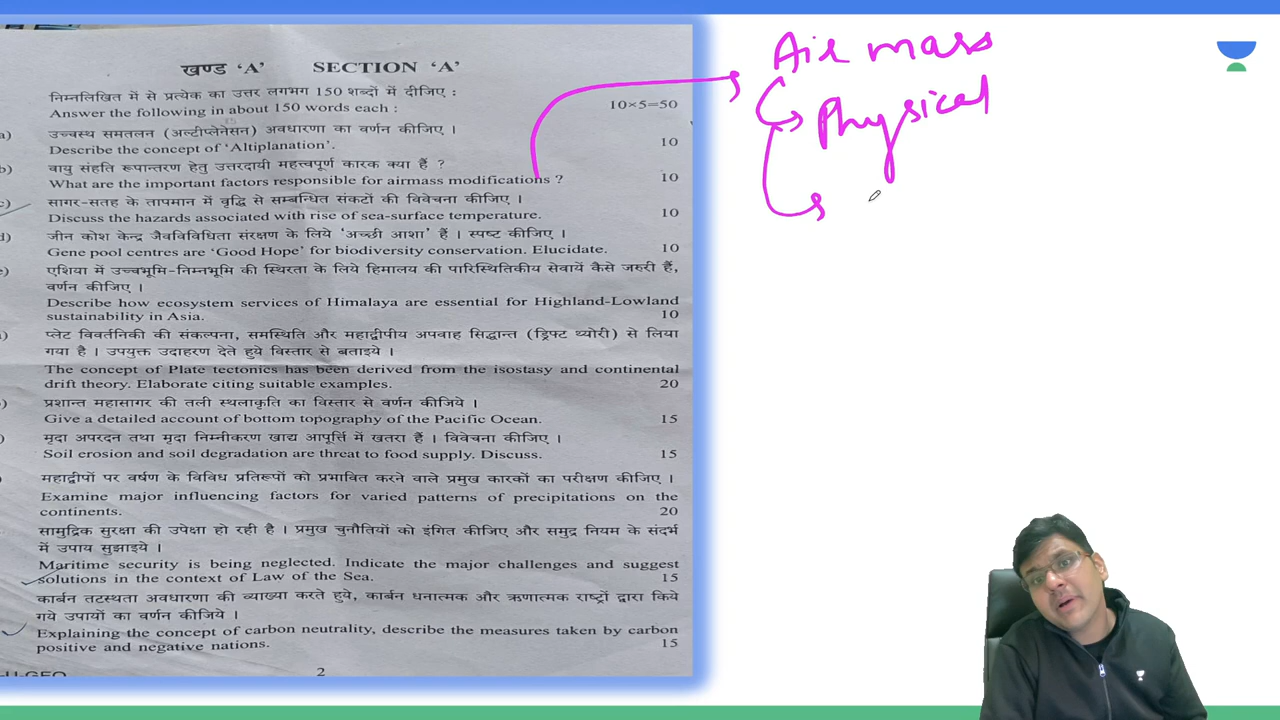 खण्ड 'A' SECTION 'A'
निम्नलिखित में से प्रत्येक का उत्तर लगभग 150 शब्दों में दीजिए :
Answer the following in about 150 words each : 10×5=50
a) उच्चस्थ समतलन (अल्टीप्लेनेसन) अवधारणा का वर्णन कीजिए ।
Describe the concept of 'Altiplanation'. 10
b) वायु संहति रूपान्तरण हेतु उत्तरदायी महत्त्वपूर्ण कारक क्या हैं ?
What are the important factors responsible for airmass modifications ? 10
c) सागर-सतह के तापमान में वृद्धि से सम्बन्धित संकटों की विवेचना कीजिए ।
Discuss the hazards associated with rise of sea-surface temperature. 10
d) जीन कोश केन्द्र जैवविविधिता संरक्षण के लिये 'अच्छी आशा' हैं । स्पष्ट कीजिए ।
Gene pool centres are 'Good Hope' for biodiversity conservation. Elucidate. 10
e) एशिया में उच्चभूमि-निम्नभूमि की स्थिरता के लिये हिमालय की पारिस्थितिकीय सेवायें कैसे जरुरी हैं,
वर्णन कीजिए ।
Describe how ecosystem services of Himalaya are essential for Highland-Lowland
sustainability in Asia. 10
प्लेट विवर्तनिकी की संकल्पना, समस्थिति और महाद्वीपीय अपवाह सिद्धान्त (ड्रिफ्ट थ्योरी) से लिया
गया है । उपयुक्त उदाहरण देते हुये विस्तार से बताइये ।
The concept of Plate tectonics has been derived from the isostasy and continental
drift theory. Elaborate citing suitable examples. 20
प्रशान्त महासागर की तली स्थलाकृति का विस्तार से वर्णन कीजिये ।
Give a detailed account of bottom topography of the Pacific Ocean. 15
मृदा अपरदन तथा मृदा निम्नीकरण खाद्य आपूर्त्ति में खतरा हैं । विवेचना कीजिए ।
Soil erosion and soil degradation are threat to food supply. Discuss. 15
महाद्वीपों पर वर्षण के विविध प्रतिरूपों को प्रभावित करने वाले प्रमुख कारकों का परीक्षण कीजिए ।
Examine major influencing factors for varied patterns of precipitations on the
continents. 20
सामुद्रिक सुरक्षा की उपेक्षा हो रही है । प्रमुख चुनौतियों को इंगित कीजिए और समुद्र नियम के संदर्भ
में उपाय सुझाइये ।
Maritime security is being neglected. Indicate the major challenges and suggest
solutions in the context of Law of the Sea. 15
कार्बन तटस्थता अवधारणा की व्याख्या करते हुये, कार्बन धनात्मक और ऋणात्मक राष्ट्रों द्वारा किये
गये उपायों का वर्णन कीजिये ।
Explaining the concept of carbon neutrality, describe the measures taken by carbon
positive and negative nations. 15
2
Air mass
Physical